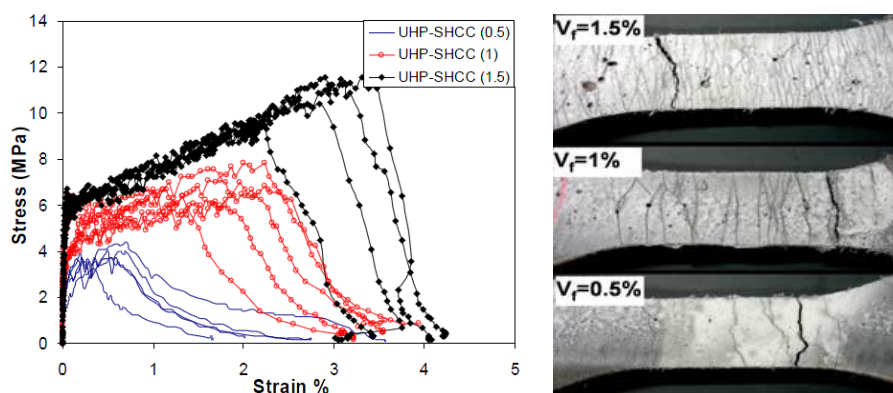 14
12
10
8
6
4
2
0
Stress (MPa)
UHP-SHCC (0.5)
UHP-SHCC (1)
UHP-SHCC (1.5)
0 1 2 3 4 5
Strain %
Vf=1.5%
Vf=1%
Vf=0.5%